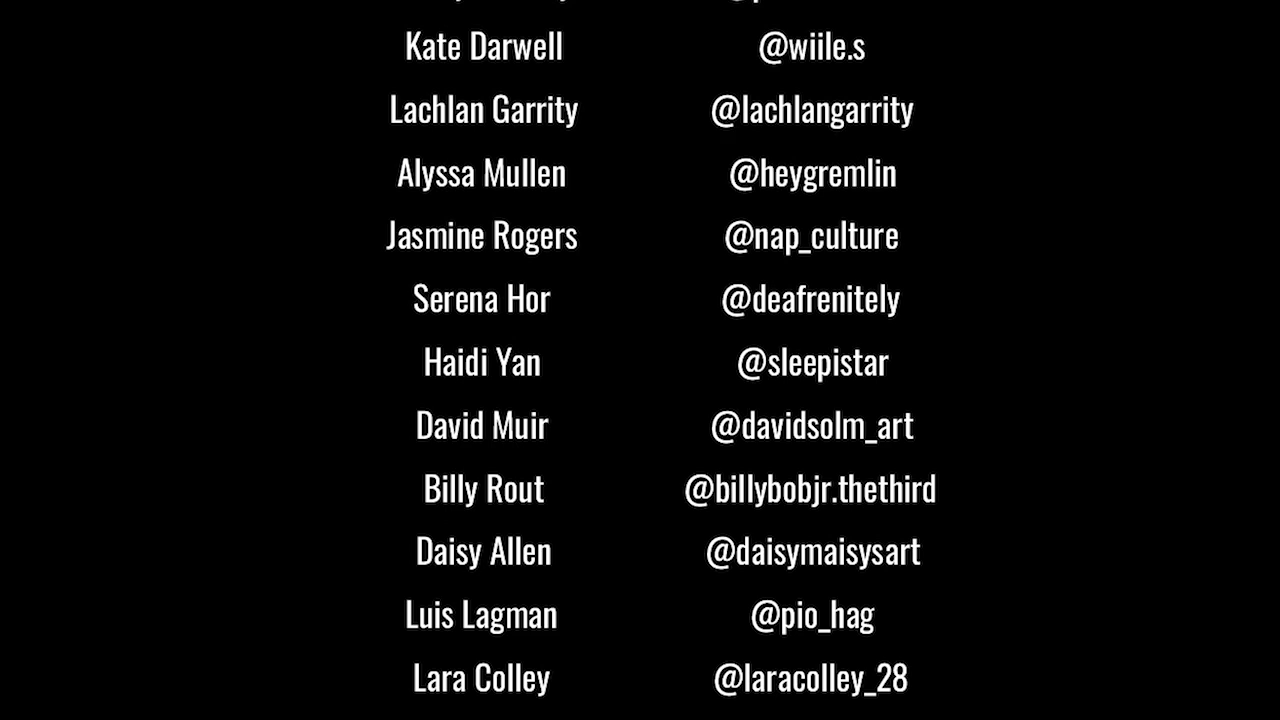 Kate Darwell @wiile.s
Lachlan Garrity @lachlangarrity
Alyssa Mullen @heygremlin
Jasmine Rogers @nap_culture
Serena Hor @deafrenitely
Haidi Yan @sleepistar
David Muir @davidsolm_art
Billy Rout @billybobjr.thethird
Daisy Allen @daisymaisysart
Luis Lagman @pio_hag
Lara Colley @laracolley_28